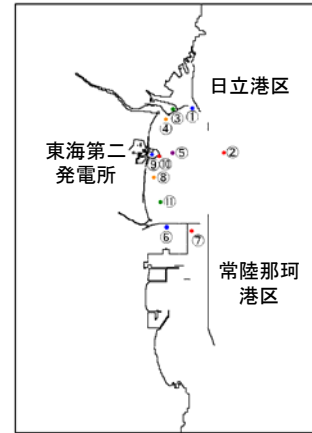 日立港区
①
③
④
東海第二
発電所
⑤
②
⑨
⑩
⑧
⑪
⑥
⑦
常陸那珂
港区